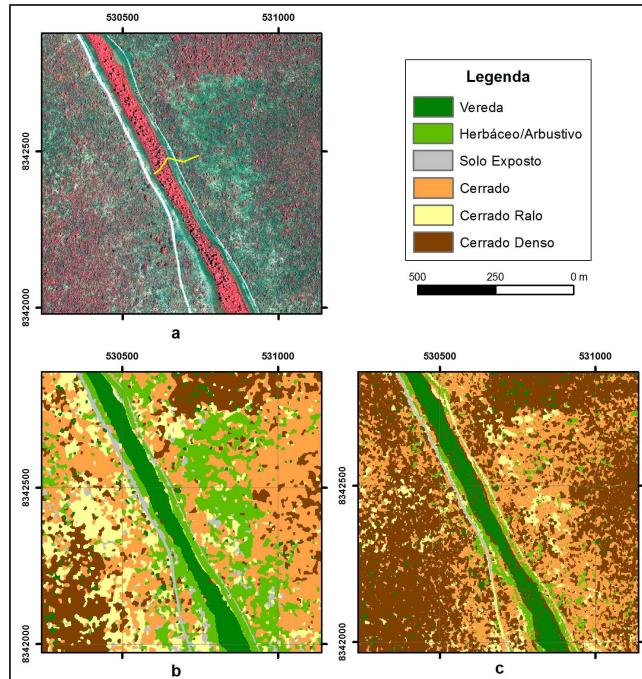 530500 531000
8342500
8342000
a
Legenda
Vereda
Herbáceo/Arbustivo
Solo Exposto
Cerrado
Cerrado Ralo
Cerrado Denso
500 250 0 m
530500 531000
8342500
8342000
b
530500 531000
8342500
8342000
c